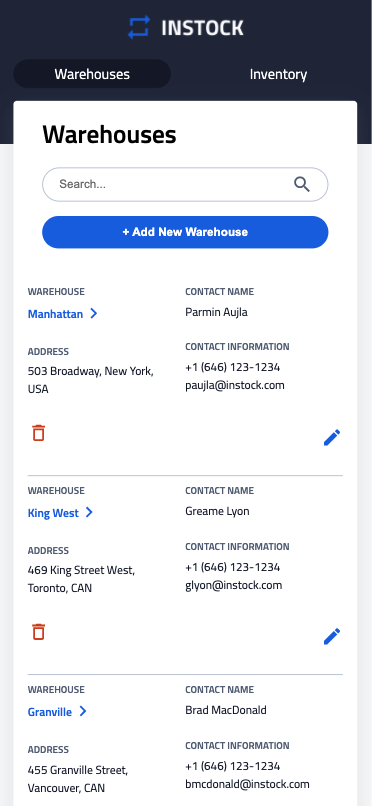 INSTOCK
Warehouses
Inventory
Warehouses
Search...
+ Add New Warehouse
WAREHOUSE
Manhattan
CONTACT NAME
Parmin Aujla
ADDRESS
503 Broadway, New York,
USA
CONTACT INFORMATION
+1 (646) 123-1234
paujla@instock.com
WAREHOUSE
King West
CONTACT NAME
Greame Lyon
ADDRESS
469 King Street West,
Toronto, CAN
CONTACT INFORMATION
+1 (646) 123-1234
glyon@instock.com
WAREHOUSE
Granville
CONTACT NAME
Brad MacDonald
ADDRESS
455 Granville Street,
Vancouver, CAN
CONTACT INFORMATION
+1 (646) 123-1234
bmcdonald@instock.com